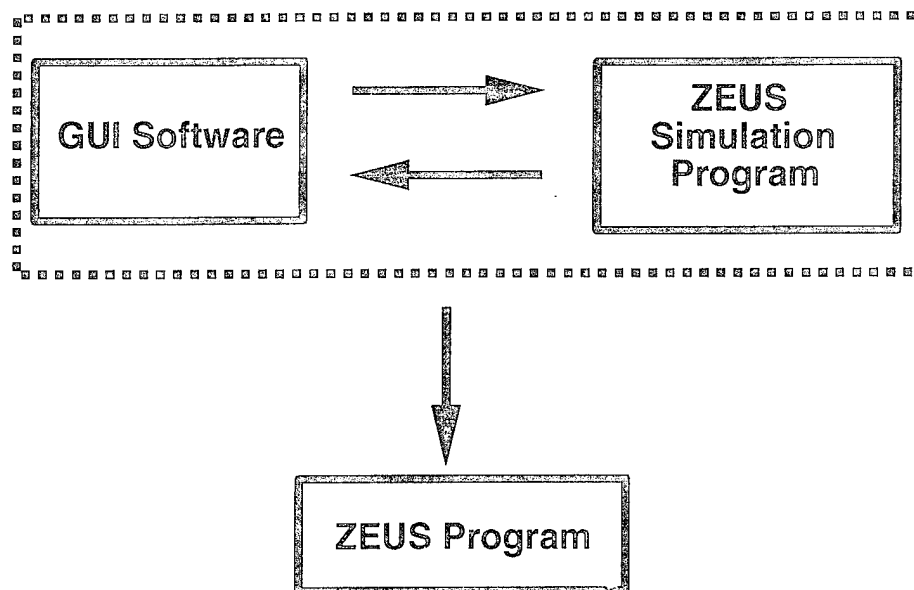 GUI Software
ZEUS
Simulation
Program
ZEUS Program